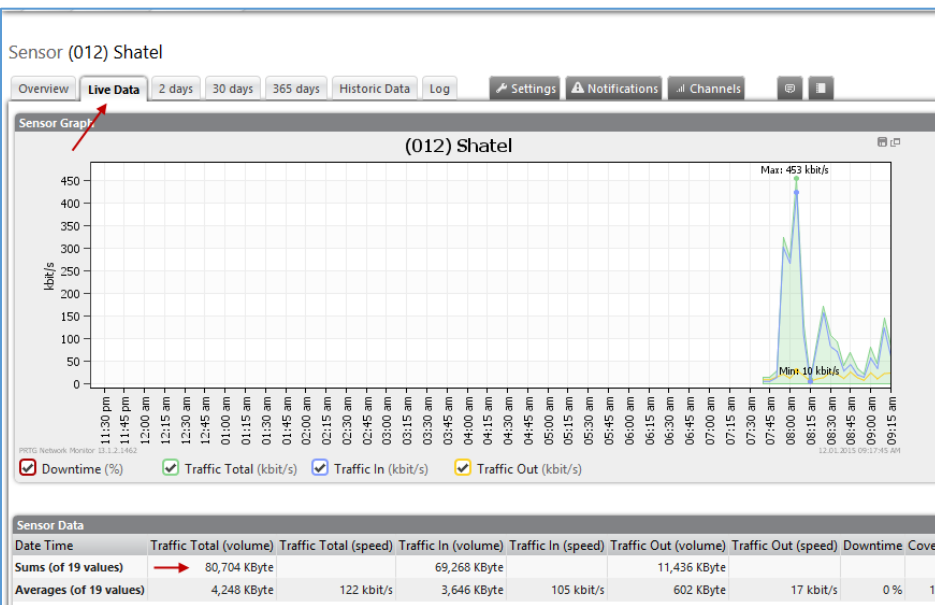 Sensor (012) Shatel
Overview Live Data 2 days 30 days 365 days Historic Data Log Settings Notifications Channels
Sensor Graph
(012) Shatel
Max: 453 kbit/s
450
400
350
300
250
200
150
100
50
0
kbit/s
Min: 10 kbit/s
11:30 pm 11:45 pm 12:00 am 12:15 am 12:30 am 12:45 am 01:00 am 01:15 am 01:30 am 01:45 am 02:00 am 02:15 am 02:30 am 02:45 am 03:00 am 03:15 am 03:30 am 03:45 am 04:00 am 04:15 am 04:30 am 04:45 am 05:00 am 05:15 am 05:30 am 05:45 am 06:00 am 06:15 am 06:30 am 06:45 am 07:00 am 07:15 am 07:30 am 07:45 am 08:00 am 08:15 am 08:30 am 08:45 am 09:00 am 09:15 am
PRTG Network Monitor 13.1.2.1462 12.01.2015 09:17:45 AM
Downtime (%) Traffic Total (kbit/s) Traffic In (kbit/s) Traffic Out (kbit/s)
Sensor Data
Date Time Traffic Total (volume) Traffic Total (speed) Traffic In (volume) Traffic In (speed) Traffic Out (volume) Traffic Out (speed) Downtime Cove
Sums (of 19 values) 80,704 KByte 69,268 KByte 11,436 KByte
Averages (of 19 values) 4,248 KByte 122 kbit/s 3,646 KByte 105 kbit/s 602 KByte 17 kbit/s 0 % 1